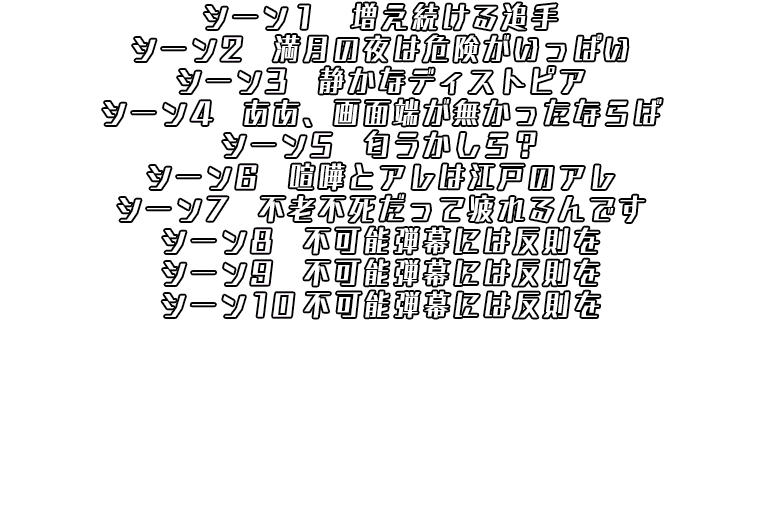 シーン1　増え続ける追手
シーン2　満月の夜は危険がいっぱい
シーン3　静かなディストピア
シーン4　ああ、画面端が無かったならば
シーン5　匂うかしら?
シーン6　喧嘩とアレは江戸のアレ
シーン7　不老不死だって疲れるんです
シーン8　不可能弾幕には反則を
シーン9　不可能弾幕には反則を
シーン10 不可能弾幕には反則を